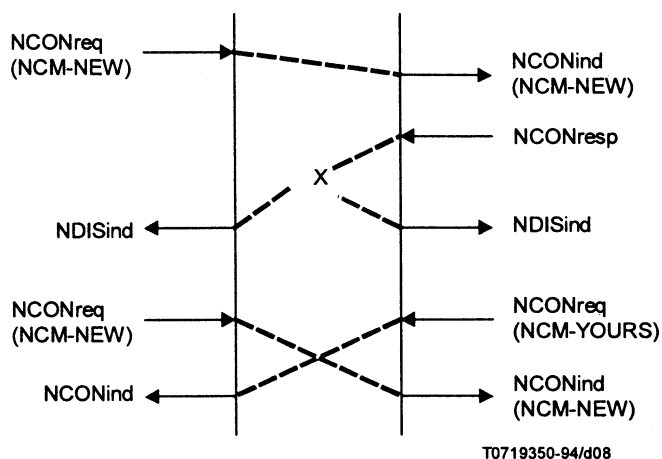 NCONreq
(NCM-NEW)
NCONind
(NCM-NEW)
NCONresp
X
NDISind
NDISind
NCONreq
(NCM-NEW)
NCONreq
(NCM-YOURS)
NCONind
NCONind
(NCM-NEW)
T0719350-94/d08